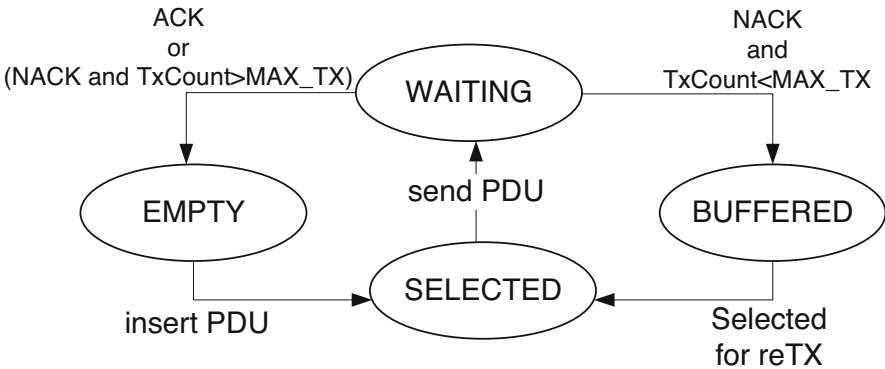 ACK
or
(NACK and TxCount>MAX_TX)
NACK
and
TxCount<MAX_TX
WAITING
EMPTY
send PDU
BUFFERED
SELECTED
insert PDU
Selected
for reTX